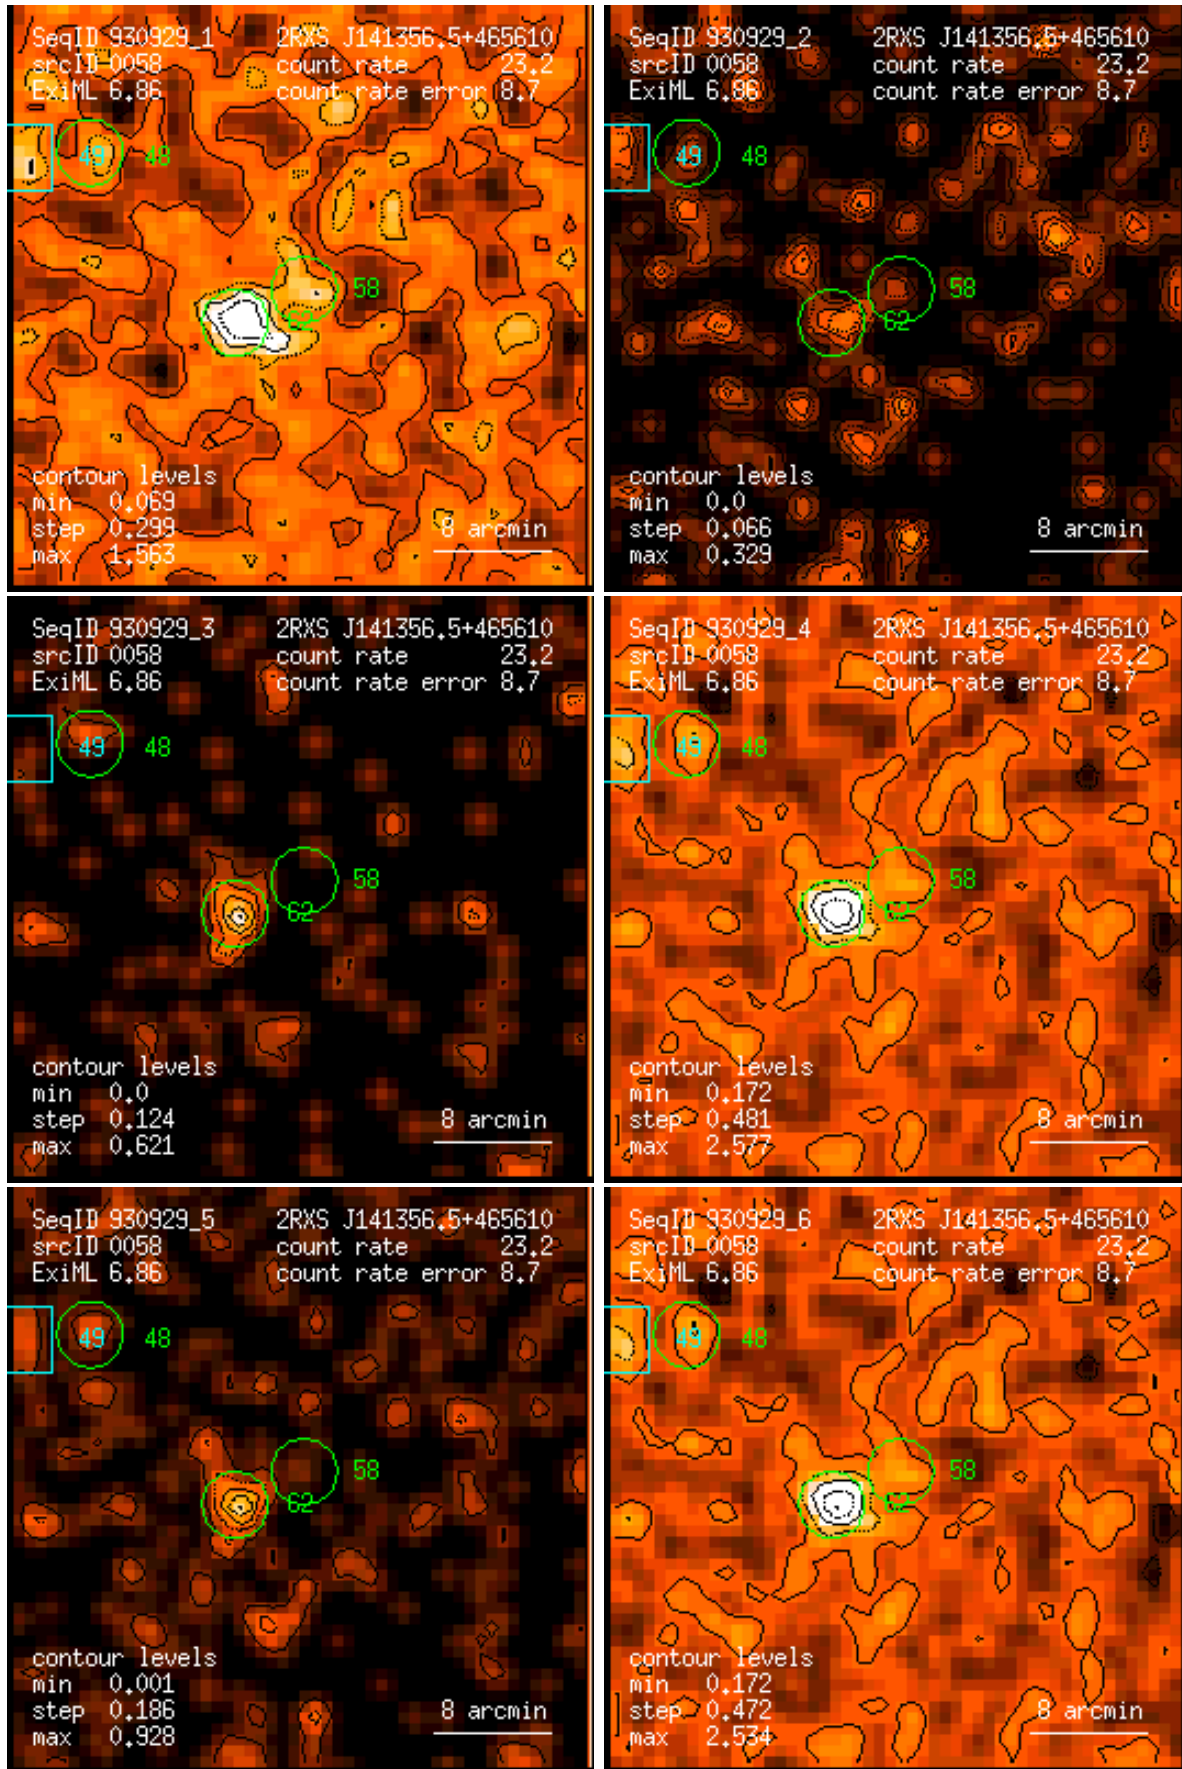 SeqID 930929_1 2RXS J141356.5+465610
srcID 0058 count rate 23.2
ExiML 6.86 count rate error 8.7
49 48
58
62
contour levels
min 0.069
step 0.299 8 arcmin
max 1.563
SeqID 930929_2 2RXS J141356.5+465610
srcID 0058 count rate 23.2
ExiML 6.86 count rate error 8.7
49 48
58
62
contour levels
min 0.0
step 0.066 8 arcmin
max 0.329
SeqID 930929_3 2RXS J141356.5+465610
srcID 0058 count rate 23.2
ExiML 6.86 count rate error 8.7
49 48
58
62
contour levels
min 0.0
step 0.124 8 arcmin
max 0.621
SeqID 930929_4 2RXS J141356.5+465610
srcID 0058 count rate 23.2
ExiML 6.86 count rate error 8.7
49 48
58
62
contour levels
min 0.172
step 0.481 8 arcmin
max 2.577
SeqID 930929_5 2RXS J141356.5+465610
srcID 0058 count rate 23.2
ExiML 6.86 count rate error 8.7
49 48
58
62
contour levels
min 0.001
step 0.186 8 arcmin
max 0.928
SeqID 930929_6 2RXS J141356.5+465610
srcID 0058 count rate 23.2
ExiML 6.86 count rate error 8.7
49 48
58
62
contour levels
min 0.172
step 0.472 8 arcmin
max 2.534